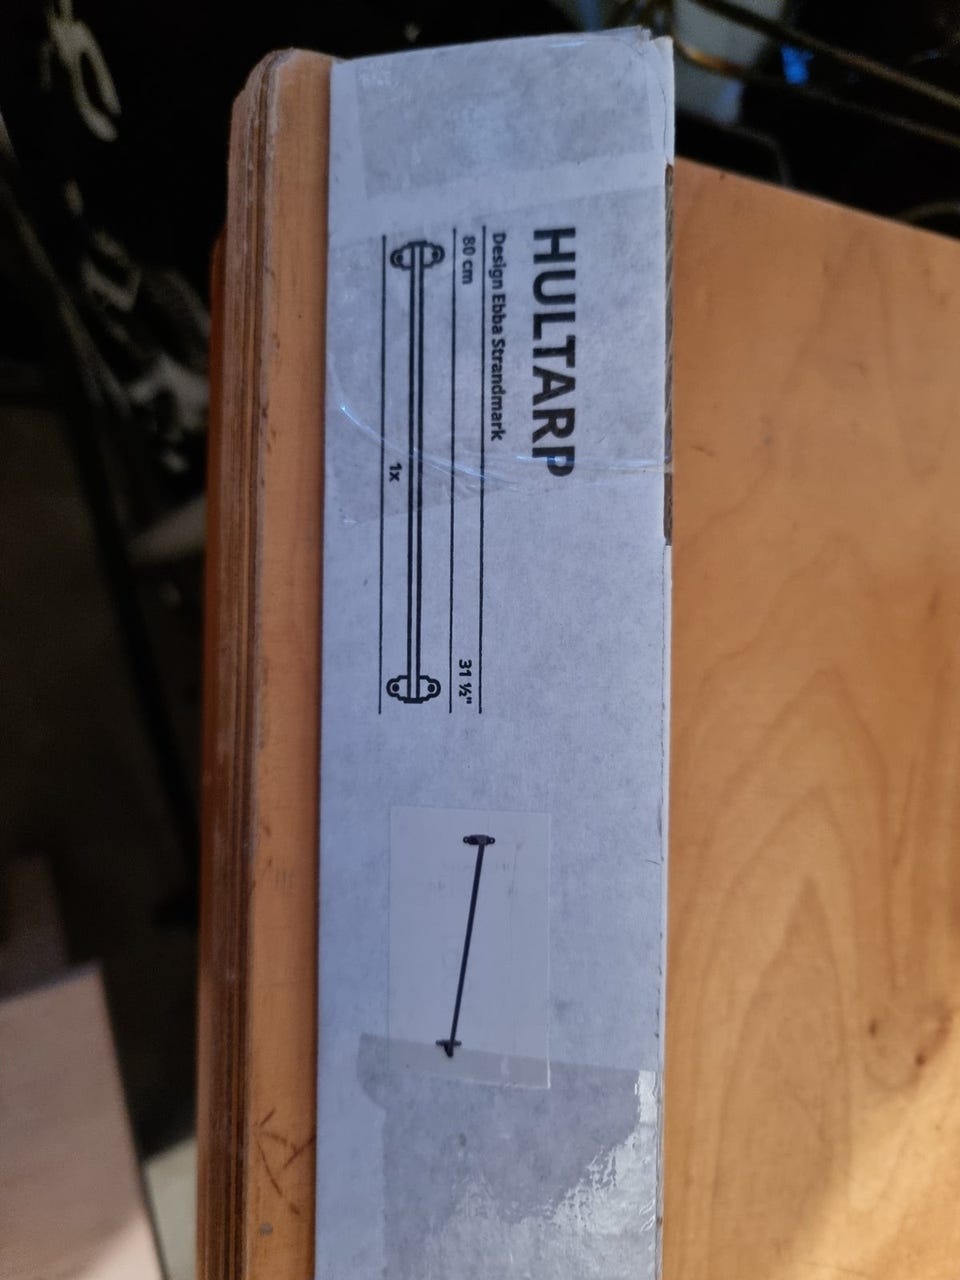 HULTARP
Design Ebba Strandmark
80 cm 31 ½"
1x